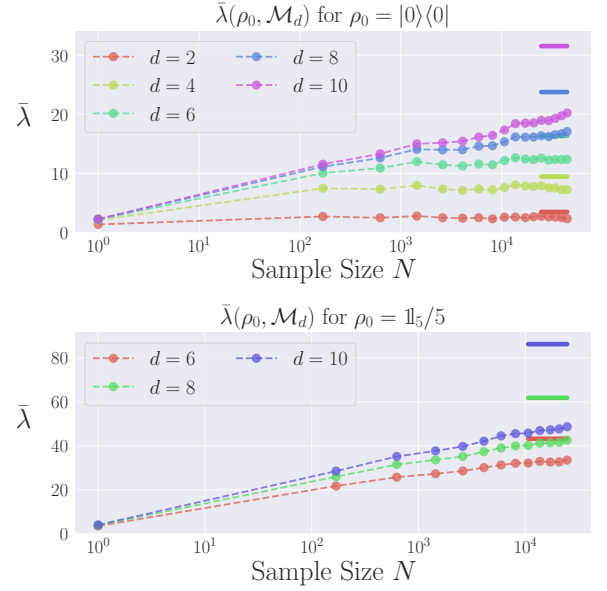 λ̄(ρ₀, ℳ_d) for ρ₀ = |0⟩⟨0|
30
20
10
0
λ̄
d = 2
d = 4
d = 6
d = 8
d = 10
10⁰
10¹
10²
10³
10⁴
Sample Size N
λ̄(ρ₀, ℳ_d) for ρ₀ = 𝟙₅/5
80
60
40
20
0
λ̄
d = 6
d = 8
d = 10
10⁰
10¹
10²
10³
10⁴
Sample Size N